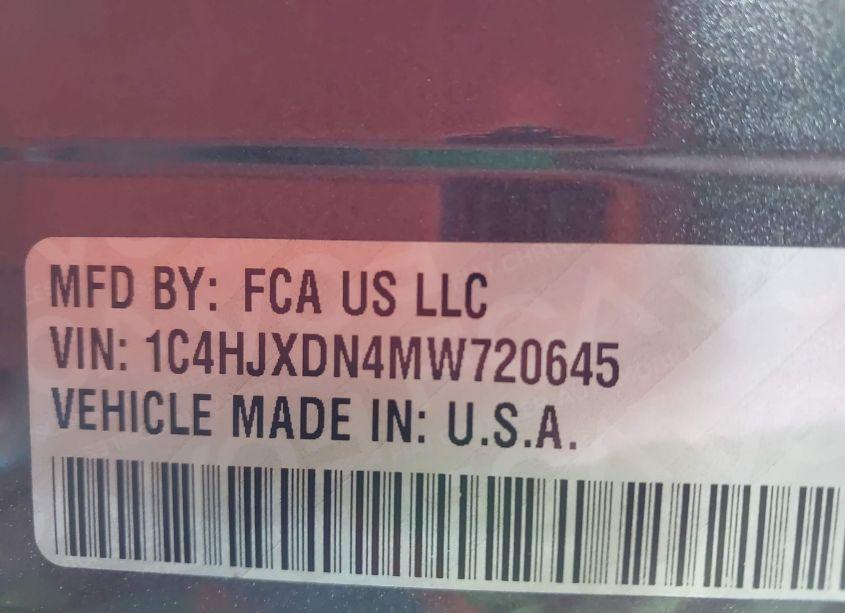 MFD BY: FCA US LLC
VIN: 1C4HJXDN4MW720645
VEHICLE MADE IN: U.S.A.